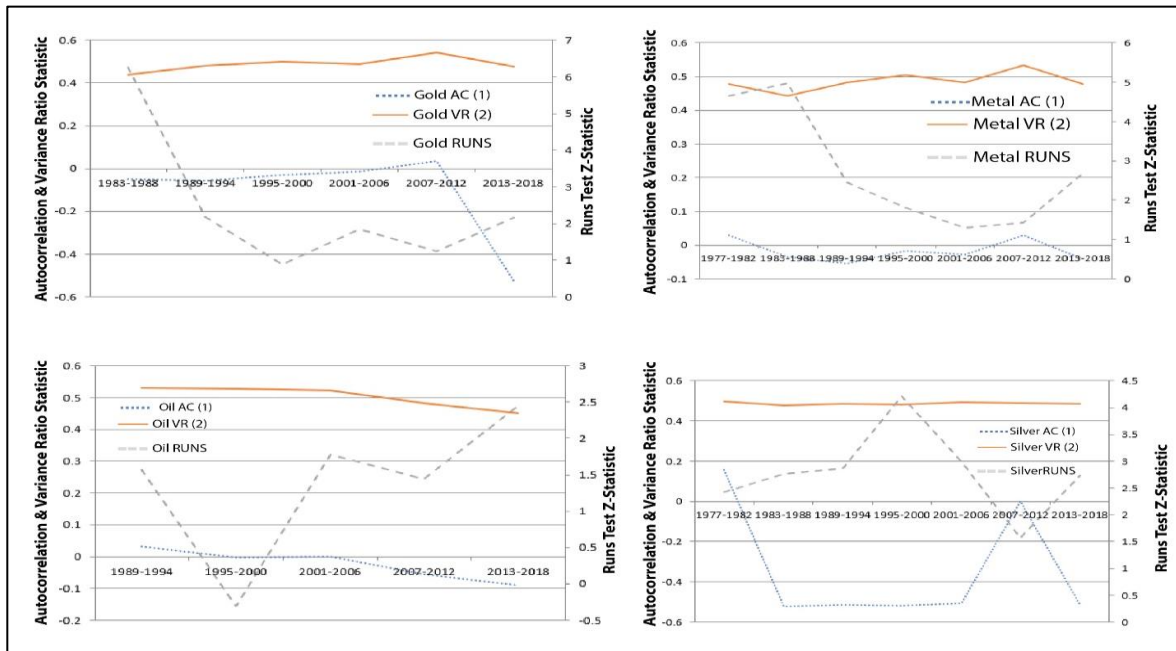 Autocorrelation & Variance Ratio Statistic
0.6
0.4
0.2
0
-0.2
-0.4
-0.6
Gold AC (1)
Gold VR (2)
Gold RUNS
1983-1988 1989-1994 1995-2000 2001-2006 2007-2012 2013-2018
7
6
5
4
3
2
1
0
Runs Test Z-Statistic
Autocorrelation & Variance Ratio Statistic
0.6
0.5
0.4
0.3
0.2
0.1
0
-0.1
Metal AC (1)
Metal VR (2)
Metal RUNS
1977-1982 1983-1988 1989-1994 1995-2000 2001-2006 2007-2012 2013-2018
6
5
4
3
2
1
0
Runs Test Z-Statistic
Autocorrelation & Variance Ratio Statistic
0.6
0.5
0.4
0.3
0.2
0.1
0
-0.1
-0.2
Oil AC (1)
Oil VR (2)
Oil RUNS
1989-1994 1995-2000 2001-2006 2007-2012 2013-2018
3
2.5
2
1.5
1
0.5
0
-0.5
Runs Test Z-Statistic
Autocorrelation & Variance Ratio Statistic
0.6
0.4
0.2
0
-0.2
-0.4
-0.6
Silver AC (1)
Silver VR (2)
SilverRUNS
1977-1982 1983-1988 1989-1994 1995-2000 2001-2006 2007-2012 2013-2018
4.5
4
3.5
3
2.5
2
1.5
1
0.5
0
Runs Test Z-Statistic